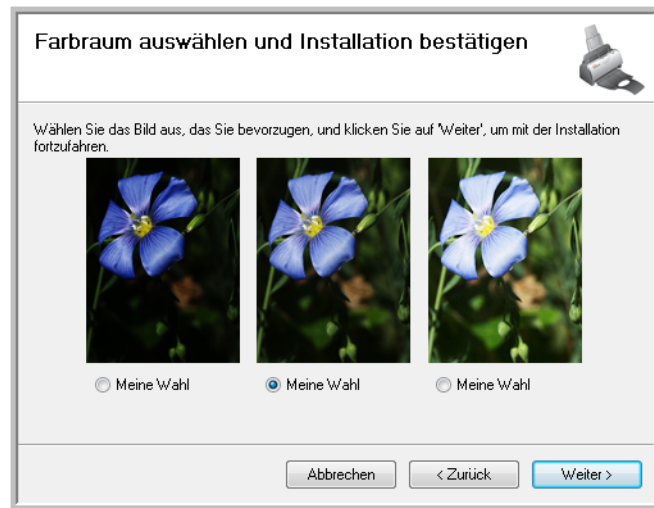 Farbraum auswählen und Installation bestätigen
Wählen Sie das Bild aus, das Sie bevorzugen, und klicken Sie auf 'Weiter', um mit der Installation
fortzufahren.
Meine Wahl Meine Wahl Meine Wahl
Abbrechen < Zurück Weiter >